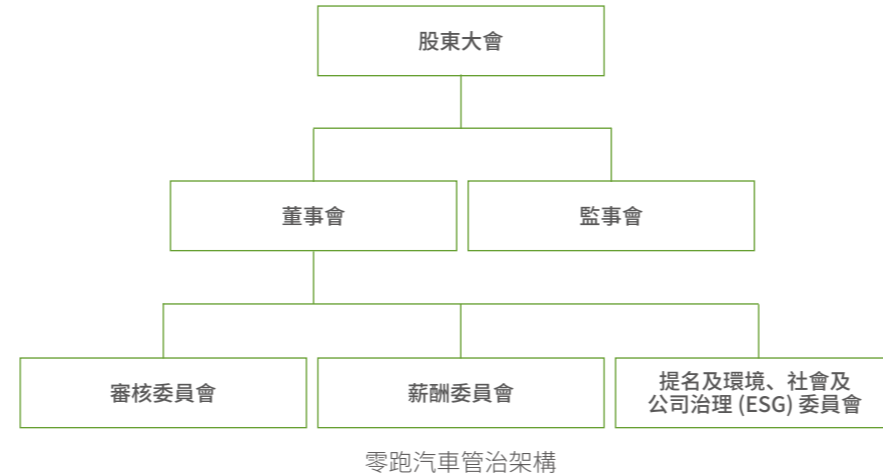 股東大會
董事會
監事會
審核委員會
薪酬委員會
提名及環境、社會及
公司治理 (ESG) 委員會
零跑汽車管治架構